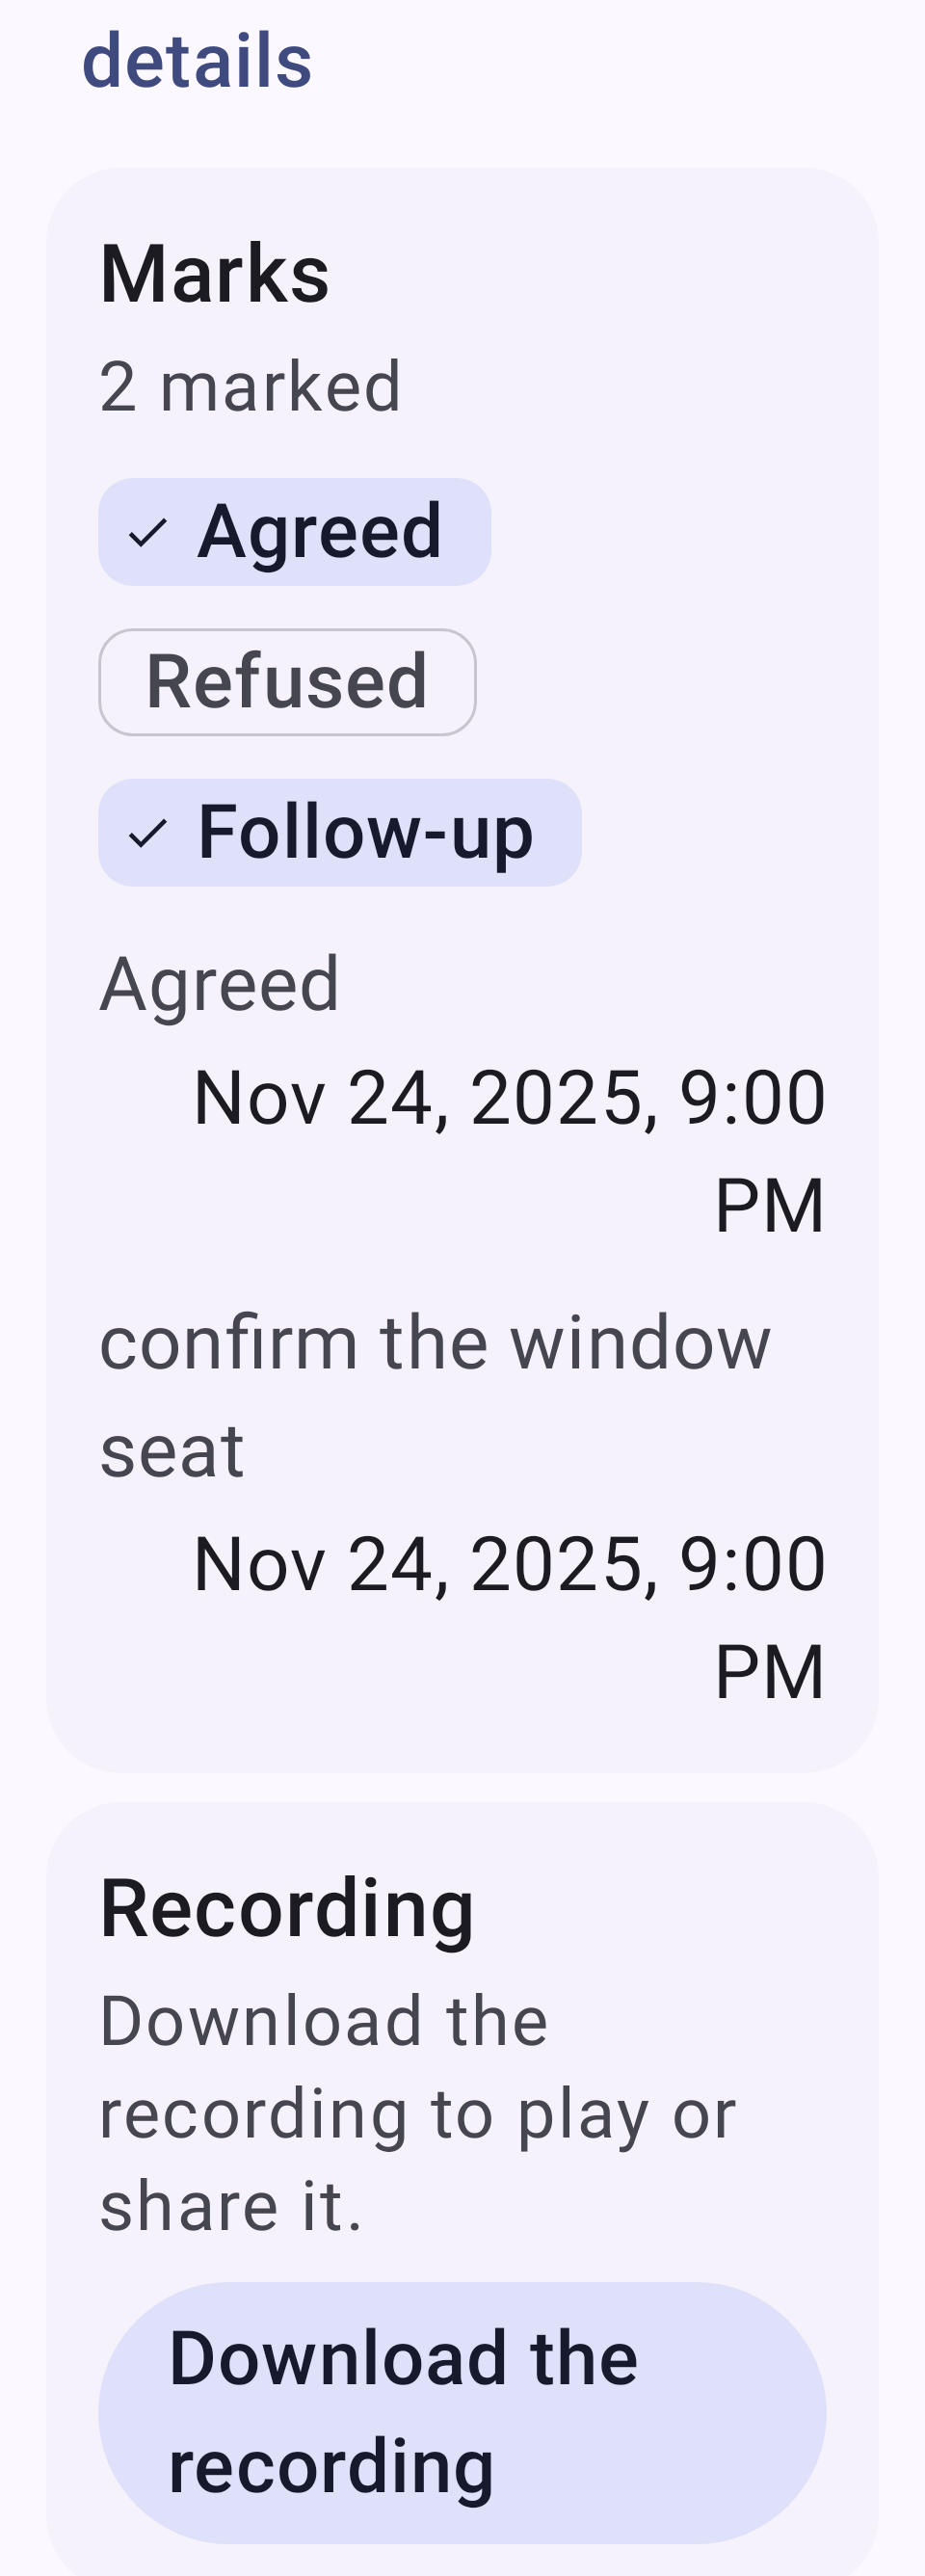 details
Marks
2 marked
Agreed
Refused
Follow-up
Agreed
Nov 24, 2025, 9:00
PM
confirm the window
seat
Nov 24, 2025, 9:00
PM
Recording
Download the
recording to play or
share it.
Download the
recording